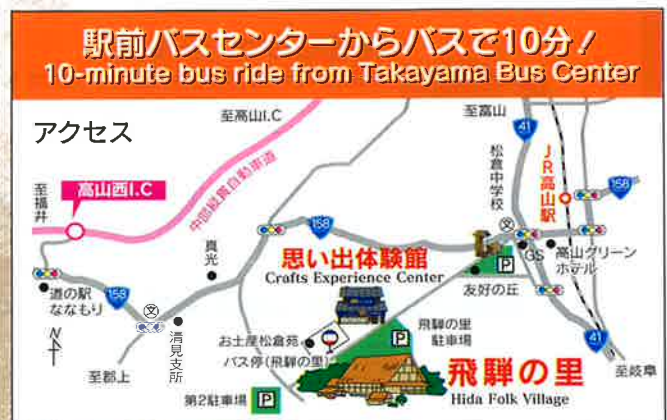 駅前バスセンターからバスで10分!
10-minute bus ride from Takayama Bus Center
アクセス
至高山I.C
至富山
41
至福井
高山西I.C
中部縦貫自動車道
松倉中学校
JR高山駅
158
158
文
真光
思い出体験館
Crafts Experience Center
P
GS
高山グリーンホテル
友好の丘
道の駅
ななもり
158
文
清見支所
お土産松倉苑
バス停(飛騨の里)
P
飛騨の里
駐車場
41
N
至郡上
飛騨の里
Hida Folk Village
至岐阜
第2駐車場
P